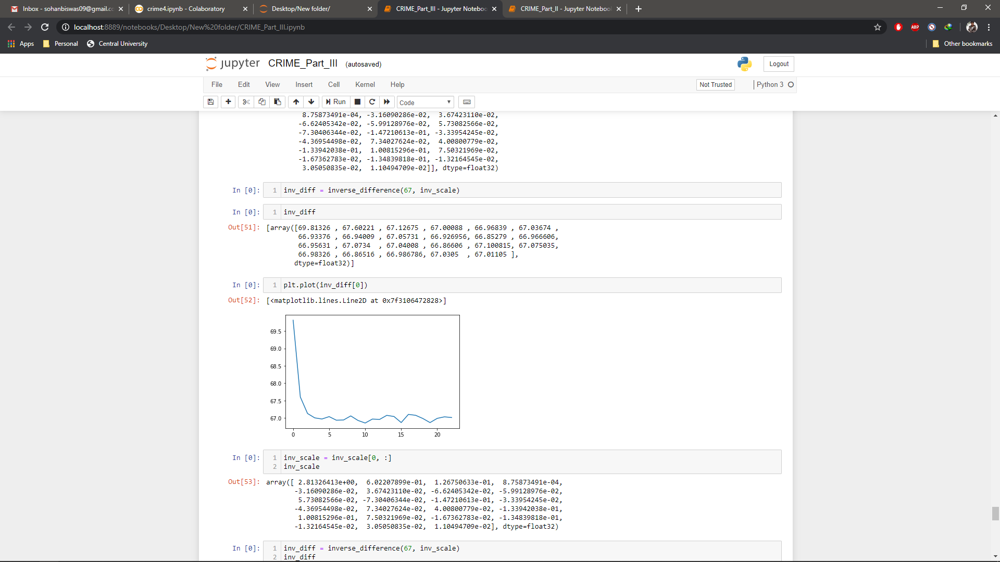 Inbox - sohanbiswas09@gmail.co
crime4.ipynb - Colaboratory
Desktop/New folder/
CRIME_Part_III - Jupyter Noteboo
CRIME_Part_II - Jupyter Notebool
localhost:8889/notebooks/Desktop/New%20folder/CRIME_Part_III.ipynb
ABP
Apps
Personal
Central University
Other bookmarks
jupyter CRIME_Part_III (autosaved)
Logout
File Edit View Insert Cell Kernel Help
Not Trusted
Python 3
Run
Code
8.75873491e-04, -3.16090286e-02, 3.67423110e-02,
-6.62405342e-02, -5.99128976e-02, 5.73082566e-02,
-7.30406344e-02, -1.47210613e-01, -3.33954245e-02,
-4.36954498e-02, 7.34027624e-02, 4.00800779e-02,
-1.33942038e-01, 1.00815296e-01, 7.50321969e-02,
-1.67362783e-02, -1.34839818e-01, -1.32164545e-02,
3.05050835e-02, 1.10494709e-02]], dtype=float32)
In [0]: 1 inv_diff = inverse_difference(67, inv_scale)
In [0]: 1 inv_diff
Out[51]: [array([69.81326 , 67.60221 , 67.12675 , 67.00088 , 66.96839 , 67.03674 ,
66.93376 , 66.94009 , 67.05731 , 66.926956, 66.85279 , 66.966606,
66.95631 , 67.0734 , 67.04008 , 66.86606 , 67.100815, 67.075035,
66.98326 , 66.86516 , 66.986786, 67.0305 , 67.01105 ],
dtype=float32)]
In [0]: 1 plt.plot(inv_diff[0])
Out[52]: [<matplotlib.lines.Line2D at 0x7f3106472828>]
69.5
69.0
68.5
68.0
67.5
67.0
0 5 10 15 20
In [0]: 1 inv_scale = inv_scale[0, :]
2 inv_scale
Out[53]: array([ 2.81326413e+00, 6.02207899e-01, 1.26750633e-01, 8.75873491e-04,
-3.16090286e-02, 3.67423110e-02, -6.62405342e-02, -5.99128976e-02,
5.73082566e-02, -7.30406344e-02, -1.47210613e-01, -3.33954245e-02,
-4.36954498e-02, 7.34027624e-02, 4.00800779e-02, -1.33942038e-01,
1.00815296e-01, 7.50321969e-02, -1.67362783e-02, -1.34839818e-01,
-1.32164545e-02, 3.05050835e-02, 1.10494709e-02], dtype=float32)
In [0]: 1 inv_diff = inverse_difference(67, inv_scale)
2 inv_diff